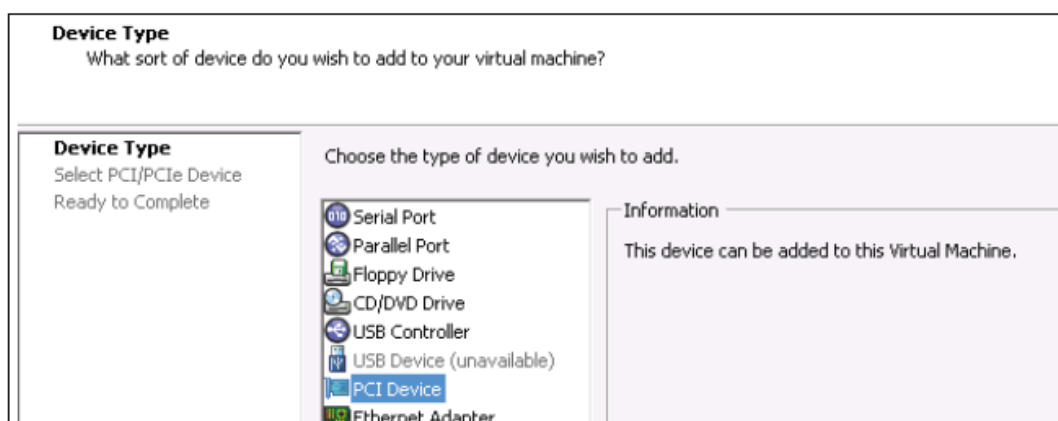 Device Type
What sort of device do you wish to add to your virtual machine?
Device Type
Select PCI/PCIe Device
Ready to Complete
Choose the type of device you wish to add.
Serial Port
Parallel Port
Floppy Drive
CD/DVD Drive
USB Controller
USB Device (unavailable)
PCI Device
Ethernet Adapter
Information
This device can be added to this Virtual Machine.